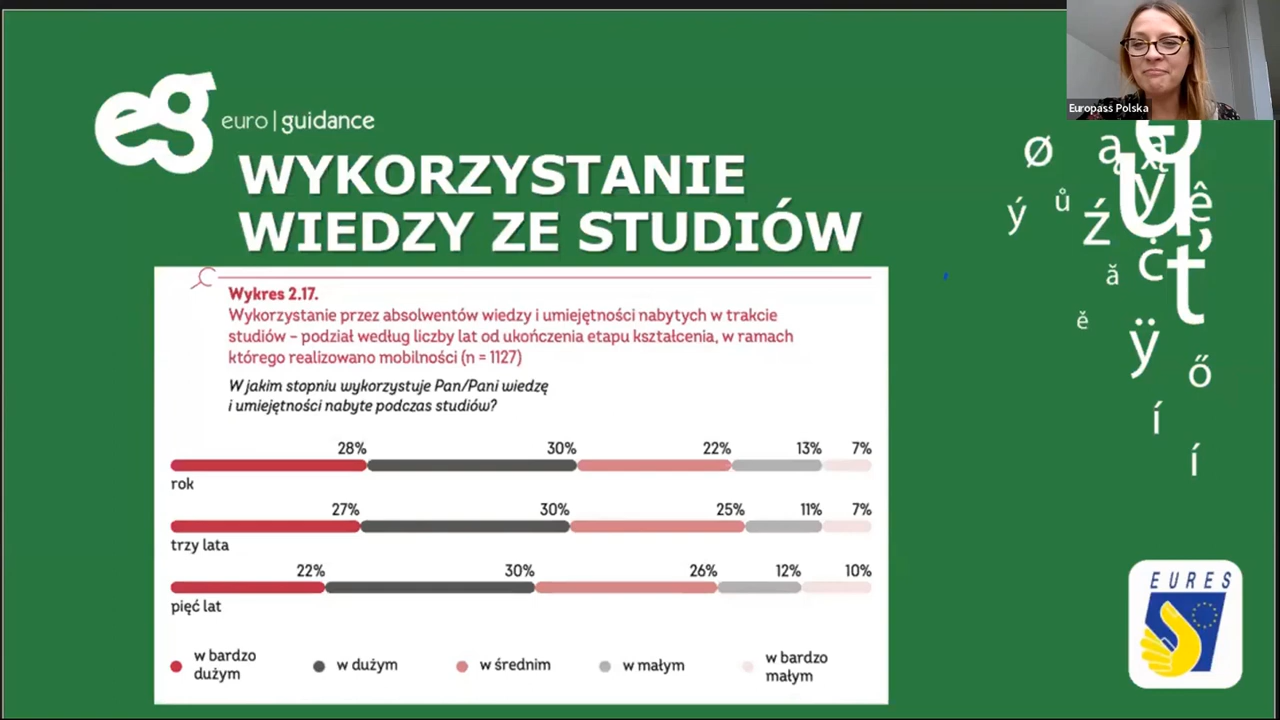 Europass Polska
eg euro | guidance
WYKORZYSTANIE
WIEDZY ZE STUDIÓW
Wykres 2.17.
Wykorzystanie przez absolwentów wiedzy i umiejętności nabytych w trakcie
studiów – podział według liczby lat od ukończenia etapu kształcenia, w ramach
którego realizowano mobilności (n = 1127)
W jakim stopniu wykorzystuje Pan/Pani wiedzę
i umiejętności nabyte podczas studiów?
28% 30% 22% 13% 7%
rok
27% 30% 25% 11% 7%
trzy lata
22% 30% 26% 12% 10%
pięć lat
w bardzo
dużym
w dużym
w średnim
w małym
w bardzo
małym
ø ą
ý ů ź ê
ă ç ť
ě ÿ ő
í
í
EURES